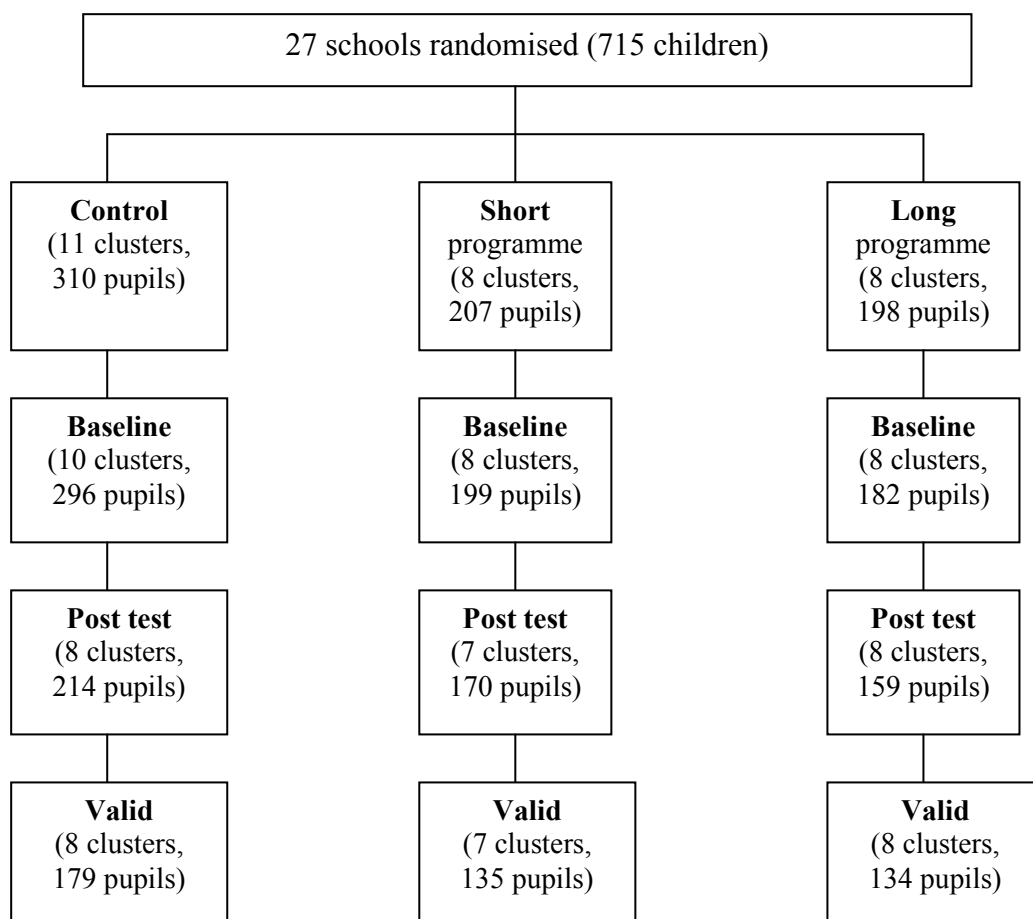 27 schools randomised (715 children)
Control
(11 clusters,
310 pupils)
Short
programme
(8 clusters,
207 pupils)
Long
programme
(8 clusters,
198 pupils)
Baseline
(10 clusters,
296 pupils)
Baseline
(8 clusters,
199 pupils)
Baseline
(8 clusters,
182 pupils)
Post test
(8 clusters,
214 pupils)
Post test
(7 clusters,
170 pupils)
Post test
(8 clusters,
159 pupils)
Valid
(8 clusters,
179 pupils)
Valid
(7 clusters,
135 pupils)
Valid
(8 clusters,
134 pupils)